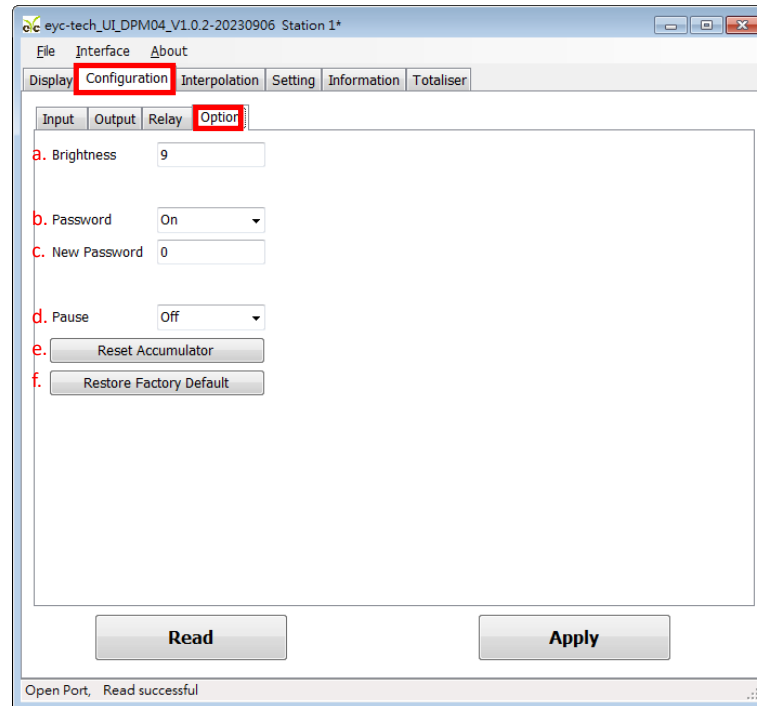 eyc eyc-tech_UI_DPM04_V1.0.2-20230906 Station 1*
File Interface About
Display Configuration Interpolation Setting Information Totaliser
Input Output Relay Option
a. Brightness 9
b. Password On
c. New Password 0
d. Pause Off
e. Reset Accumulator
f. Restore Factory Default
Read Apply
Open Port, Read successful